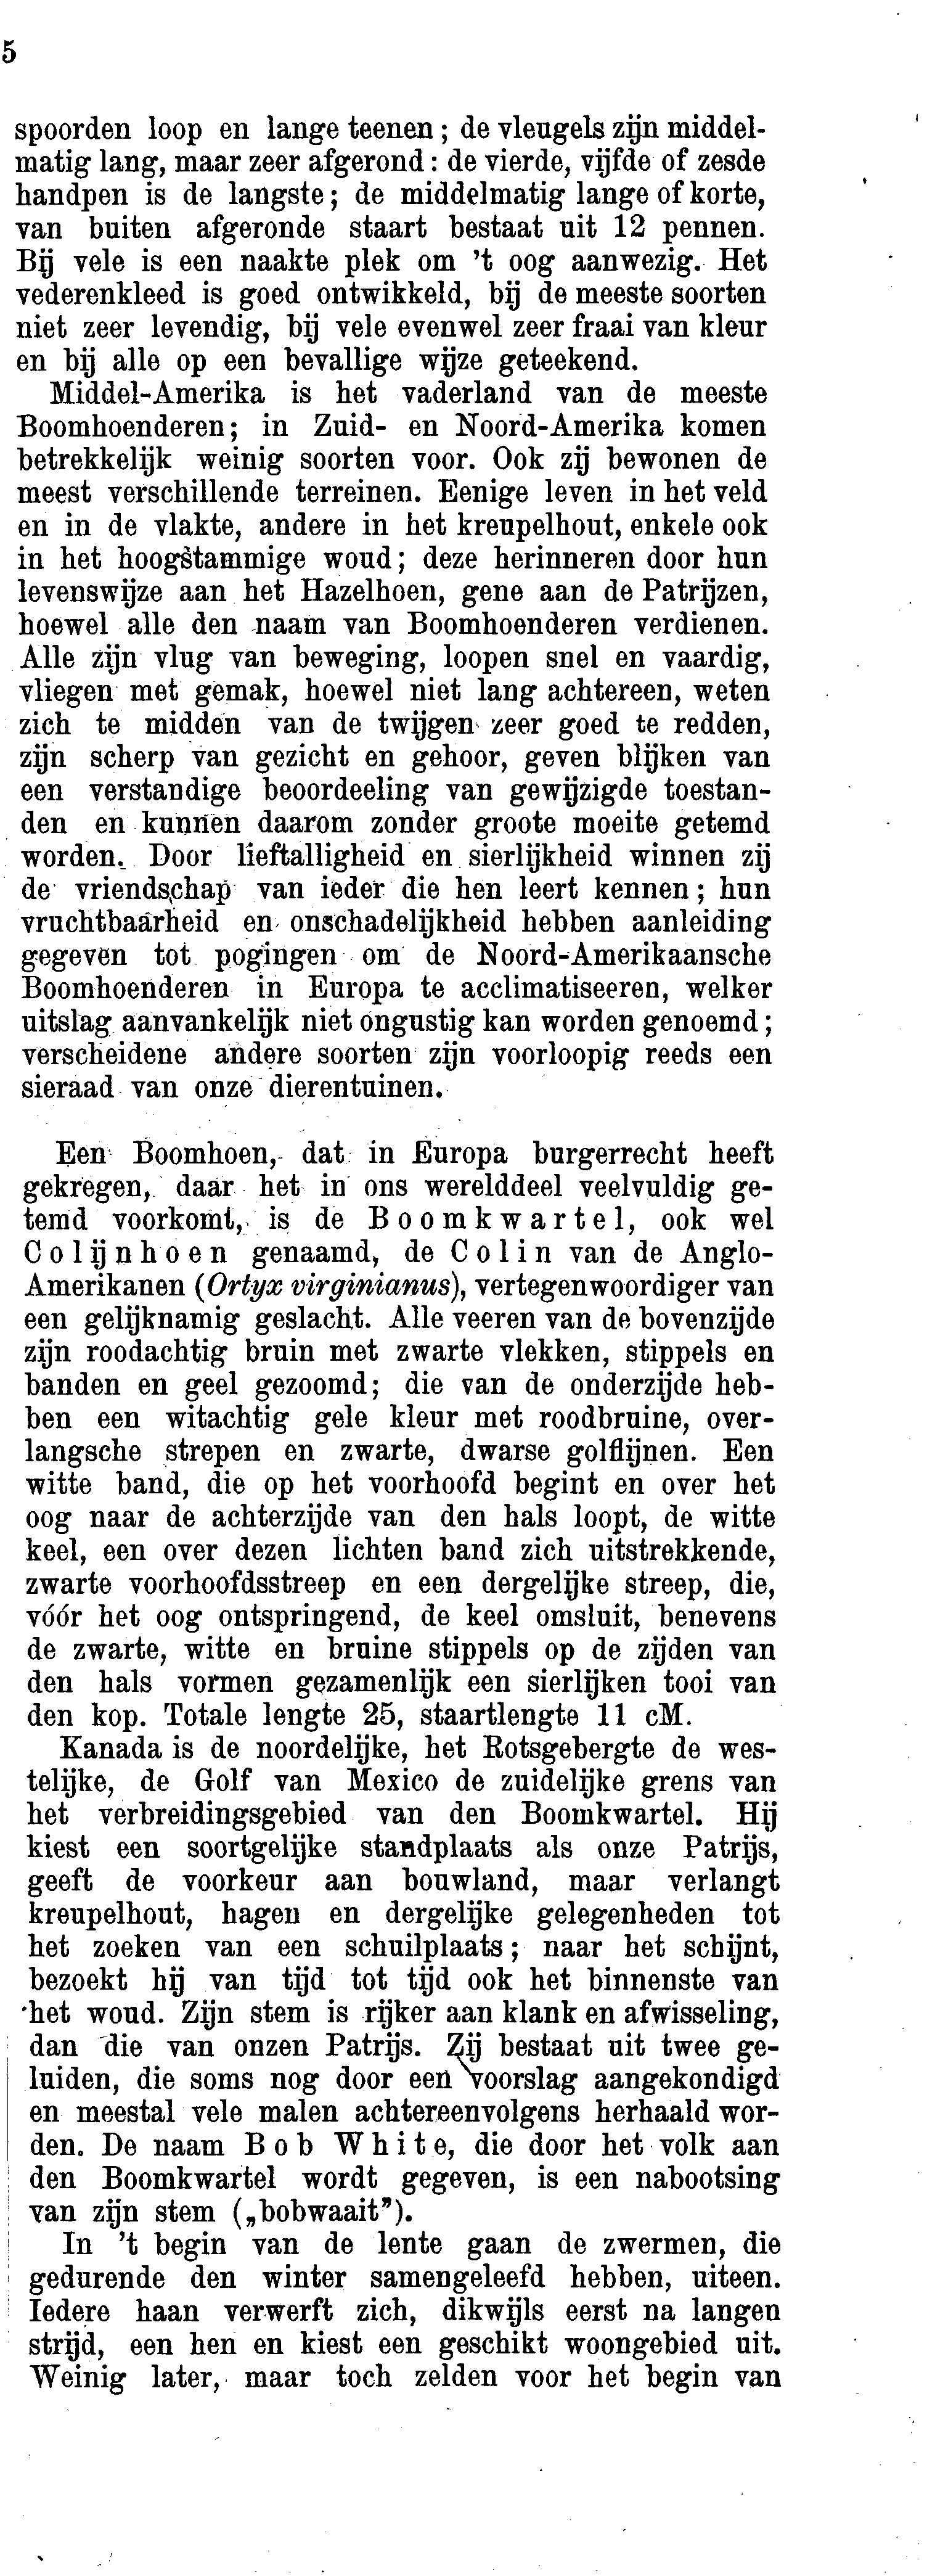 5
spoorden loop en lange teenen; de vleugels zijn middel-
matig lang, maar zeer afgerond: de vierde, vijfde of zesde
handpen is de langste; de middelmatig lange of korte,
van buiten afgeronde staart bestaat uit 12 pennen.
Bij vele is een naakte plek om 't oog aanwezig. Het
vederenkleed is goed ontwikkeld, bij de meeste soorten
niet zeer levendig, bij vele evenwel zeer fraai van kleur
en bij alle op een bevallige wijze geteekend.
Middel-Amerika is het vaderland van de meeste
Boomhoenderen; in Zuid- en Noord-Amerika komen
betrekkelijk weinig soorten voor. Ook zij bewonen de
meest verschillende terreinen. Eenige leven in het veld
en in de vlakte, andere in het kreupelhout, enkele ook
in het hoogstammige woud; deze herinneren door hun
levenswijze aan het Hazelhoen, gene aan de Patrijzen,
hoewel alle den naam van Boomhoenderen verdienen.
Alle zijn vlug van beweging, loopen snel en vaardig,
vliegen met gemak, hoewel niet lang achtereen, weten
zich te midden van de twijgen zeer goed te redden,
zijn scherp van gezicht en gehoor, geven blijken van
een verstandige beoordeeling van gewijzigde toestan-
den en kunnen daarom zonder groote moeite getemd
worden. Door lieftalligheid en sierlijkheid winnen zij
de vriendschap van ieder die hen leert kennen; hun
vruchtbaarheid en onschadelijkheid hebben aanleiding
gegeven tot pogingen om de Noord-Amerikaansche
Boomhoenderen in Europa te acclimatiseeren, welker
uitslag aanvankelijk niet ongustig kan worden genoemd;
verscheidene andere soorten zijn voorloopig reeds een
sieraad van onze dierentuinen.
Een Boomhoen, dat in Europa burgerrecht heeft
gekregen, daar het in ons werelddeel veelvuldig ge-
temd voorkomt, is de Boomkwartel, ook wel
Colijnhoen genaamd, de Colin van de Anglo-
Amerikanen (Ortyx virginianus), vertegenwoordiger van
een gelijknamig geslacht. Alle veeren van de bovenzijde
zijn roodachtig bruin met zwarte vlekken, stippels en
banden en geel gezoomd; die van de onderzijde heb-
ben een witachtig gele kleur met roodbruine, over-
langsche strepen en zwarte, dwarse golflijnen. Een
witte band, die op het voorhoofd begint en over het
oog naar de achterzijde van den hals loopt, de witte
keel, een over dezen lichten band zich uitstrekkende,
zwarte voorhoofdsstreep en een dergelijke streep, die,
vóór het oog ontspringend, de keel omsluit, benevens
de zwarte, witte en bruine stippels op de zijden van
den hals vormen gezamenlijk een sierlijken tooi van
den kop. Totale lengte 25, staartlengte 11 cM.
Kanada is de noordelijke, het Rotsgebergte de wes-
telijke, de Golf van Mexico de zuidelijke grens van
het verbreidingsgebied van den Boomkwartel. Hij
kiest een soortgelijke standplaats als onze Patrijs,
geeft de voorkeur aan bouwland, maar verlangt
kreupelhout, hagen en dergelijke gelegenheden tot
het zoeken van een schuilplaats; naar het schijnt,
bezoekt hij van tijd tot tijd ook het binnenste van
het woud. Zijn stem is rijker aan klank en afwisseling,
dan die van onzen Patrijs. Zij bestaat uit twee ge-
luiden, die soms nog door een voorslag aangekondigd
en meestal vele malen achtereenvolgens herhaald wor-
den. De naam Bob White, die door het volk aan
den Boomkwartel wordt gegeven, is een nabootsing
van zijn stem („bobwaait”).
In 't begin van de lente gaan de zwermen, die
gedurende den winter samengeleefd hebben, uiteen.
Iedere haan verwerft zich, dikwijls eerst na langen
strijd, een hen en kiest een geschikt woongebied uit.
Weinig later, maar toch zelden voor het begin van